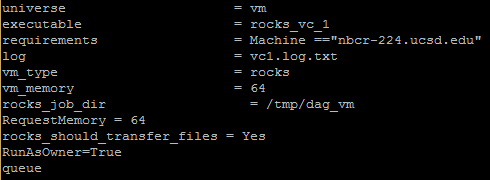 universe = vm
executable = rocks_vc_1
requirements = Machine =="nbcr-224.ucsd.edu"
log = vc1.log.txt
vm_type = rocks
vm_memory = 64
rocks_job_dir = /tmp/dag_vm
RequestMemory = 64
rocks_should_transfer_files = Yes
RunAsOwner=True
queue